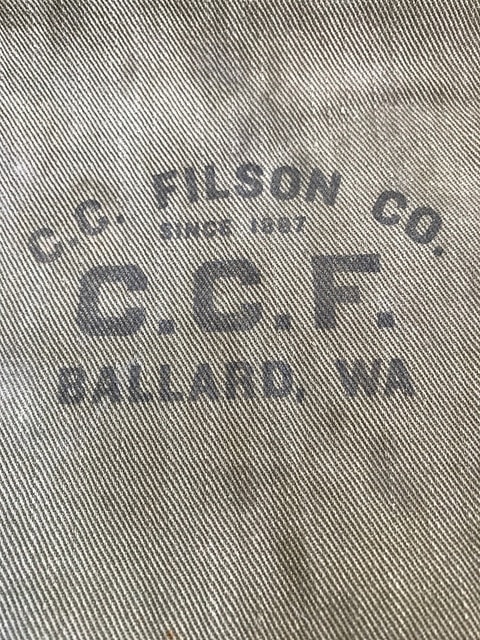 C.C. FILSON CO.
SINCE 1897
C.C.F.
BALLARD, WA